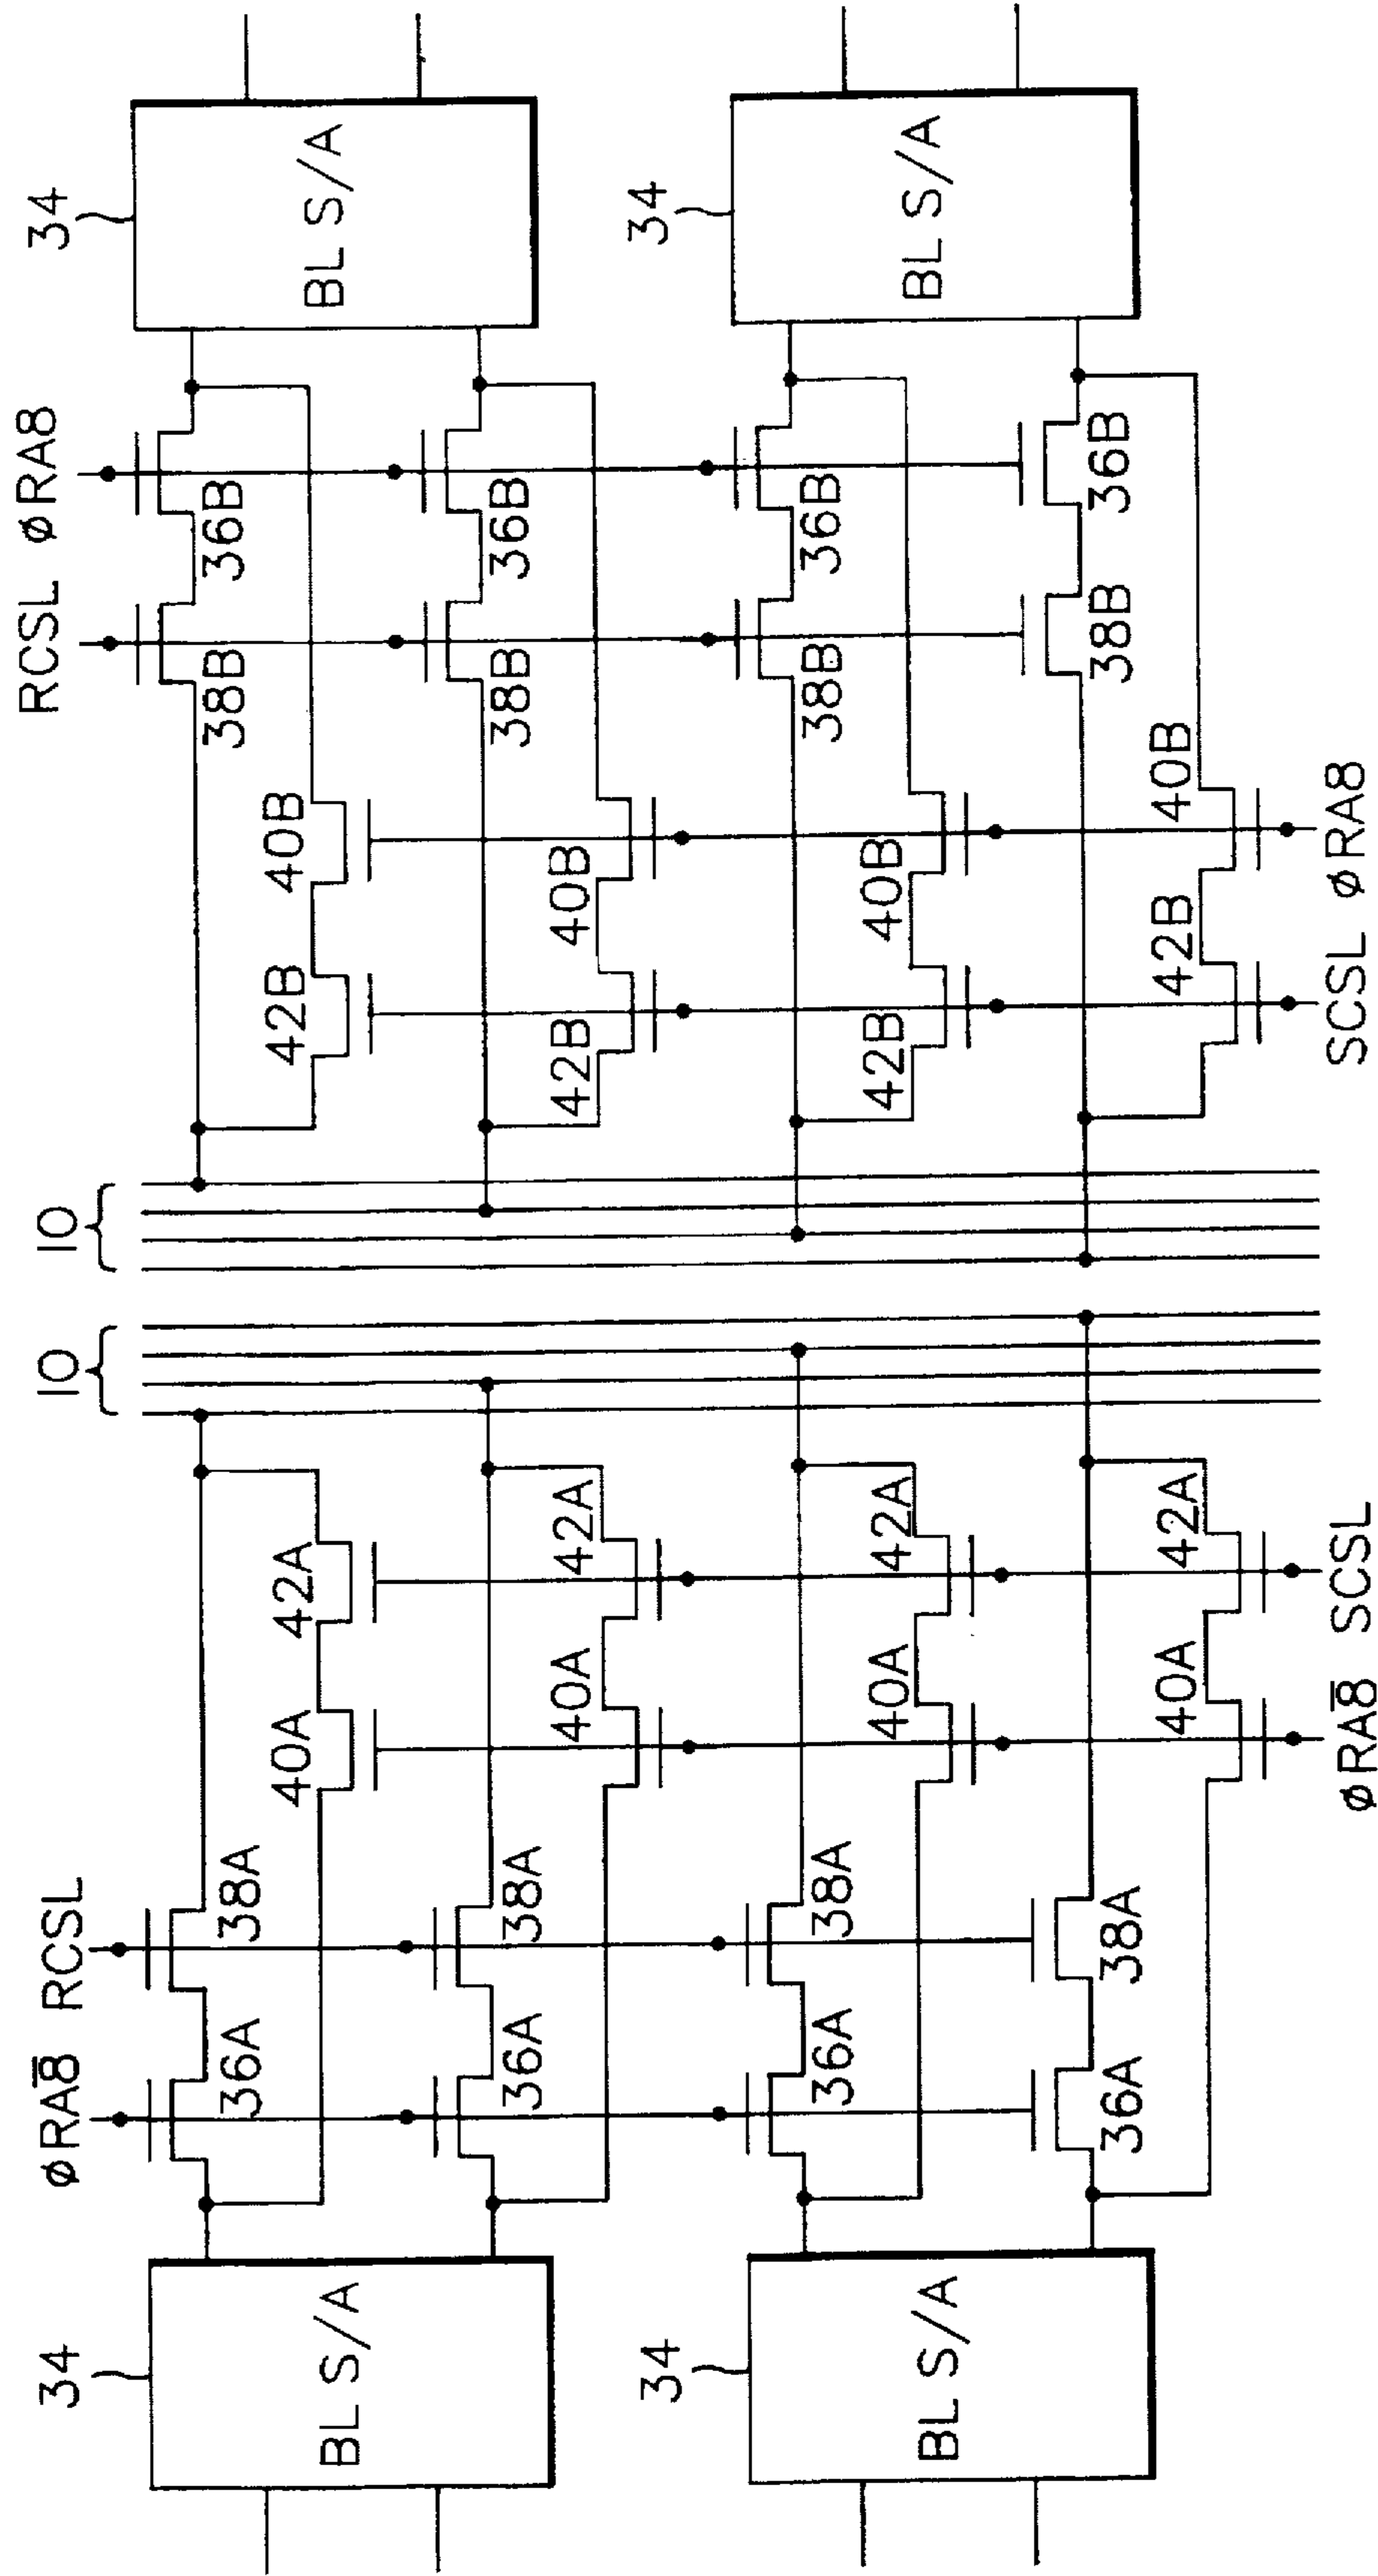 34 øRA8̅ RCSL IO IO RCSL øRA8 34
36A 38A 38B 36B
40A 42A 42B 40B
BL S/A BL S/A
36A 38A 38B 36B
40A 42A 42B 40B
34 34
36A 38A 38B 36B
40A 42A 42B 40B
BL S/A BL S/A
36A 38A 38B 36B
40A 42A 42B 40B
øRA8̅ SCSL SCSL øRA8